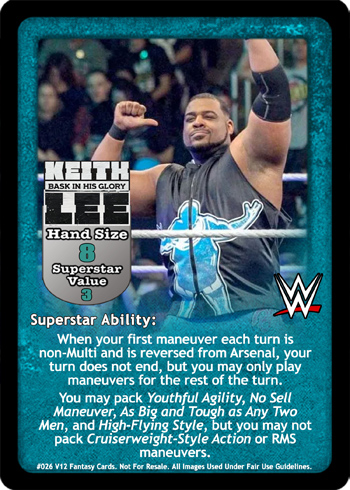 KEITH
BASK IN HIS GLORY
LEE
Hand Size
8
Superstar
Value
3
W
Superstar Ability:
When your first maneuver each turn is
non-Multi and is reversed from Arsenal, your
turn does not end, but you may only play
maneuvers for the rest of the turn.
You may pack Youthful Agility, No Sell
Maneuver, As Big and Tough as Any Two
Men, and High-Flying Style, but you may not
pack Cruiserweight-Style Action or RMS
maneuvers.
#026 V12 Fantasy Cards. Not For Resale. All Images Used Under Fair Use Guidelines.